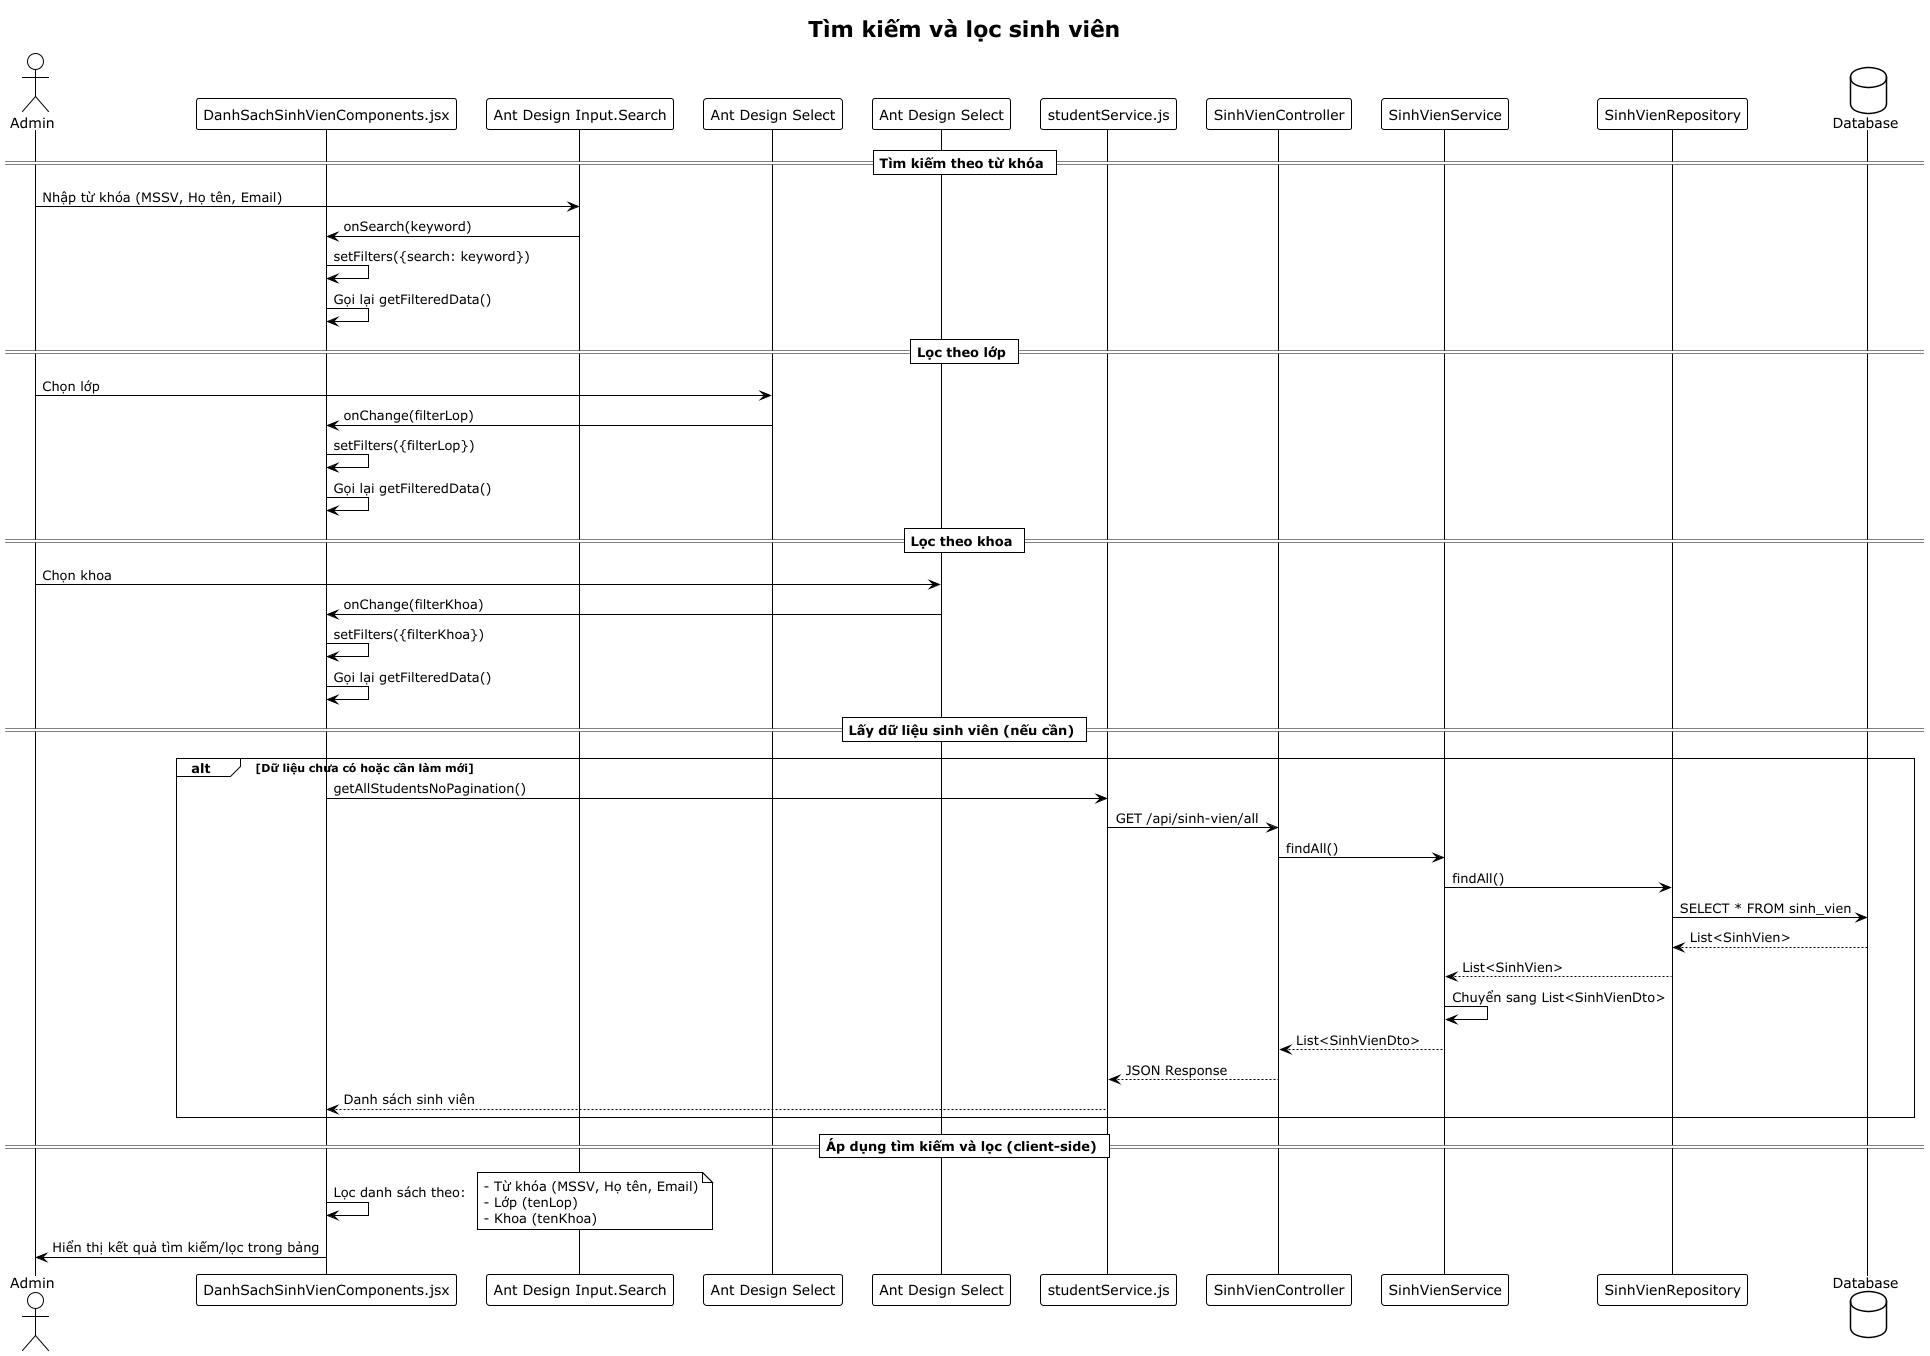 Tìm kiếm và lọc sinh viên
Admin
DanhSachSinhVienComponents.jsx
Ant Design Input.Search
Ant Design Select
Ant Design Select
studentService.js
SinhVienController
SinhVienService
SinhVienRepository
Database
Tìm kiếm theo từ khóa
Nhập từ khóa (MSSV, Họ tên, Email)
onSearch(keyword)
setFilters({search: keyword})
Gọi lại getFilteredData()
Lọc theo lớp
Chọn lớp
onChange(filterLop)
setFilters({filterLop})
Gọi lại getFilteredData()
Lọc theo khoa
Chọn khoa
onChange(filterKhoa)
setFilters({filterKhoa})
Gọi lại getFilteredData()
Lấy dữ liệu sinh viên (nếu cần)
alt
[Dữ liệu chưa có hoặc cần làm mới]
getAllStudentsNoPagination()
GET /api/sinh-vien/all
findAll()
findAll()
SELECT * FROM sinh_vien
List<SinhVien>
List<SinhVien>
Chuyển sang List<SinhVienDto>
List<SinhVienDto>
JSON Response
Danh sách sinh viên
Áp dụng tìm kiếm và lọc (client-side)
Lọc danh sách theo:
- Từ khóa (MSSV, Họ tên, Email)
- Lớp (tenLop)
- Khoa (tenKhoa)
Hiển thị kết quả tìm kiếm/lọc trong bảng
Admin
DanhSachSinhVienComponents.jsx
Ant Design Input.Search
Ant Design Select
Ant Design Select
studentService.js
SinhVienController
SinhVienService
SinhVienRepository
Database